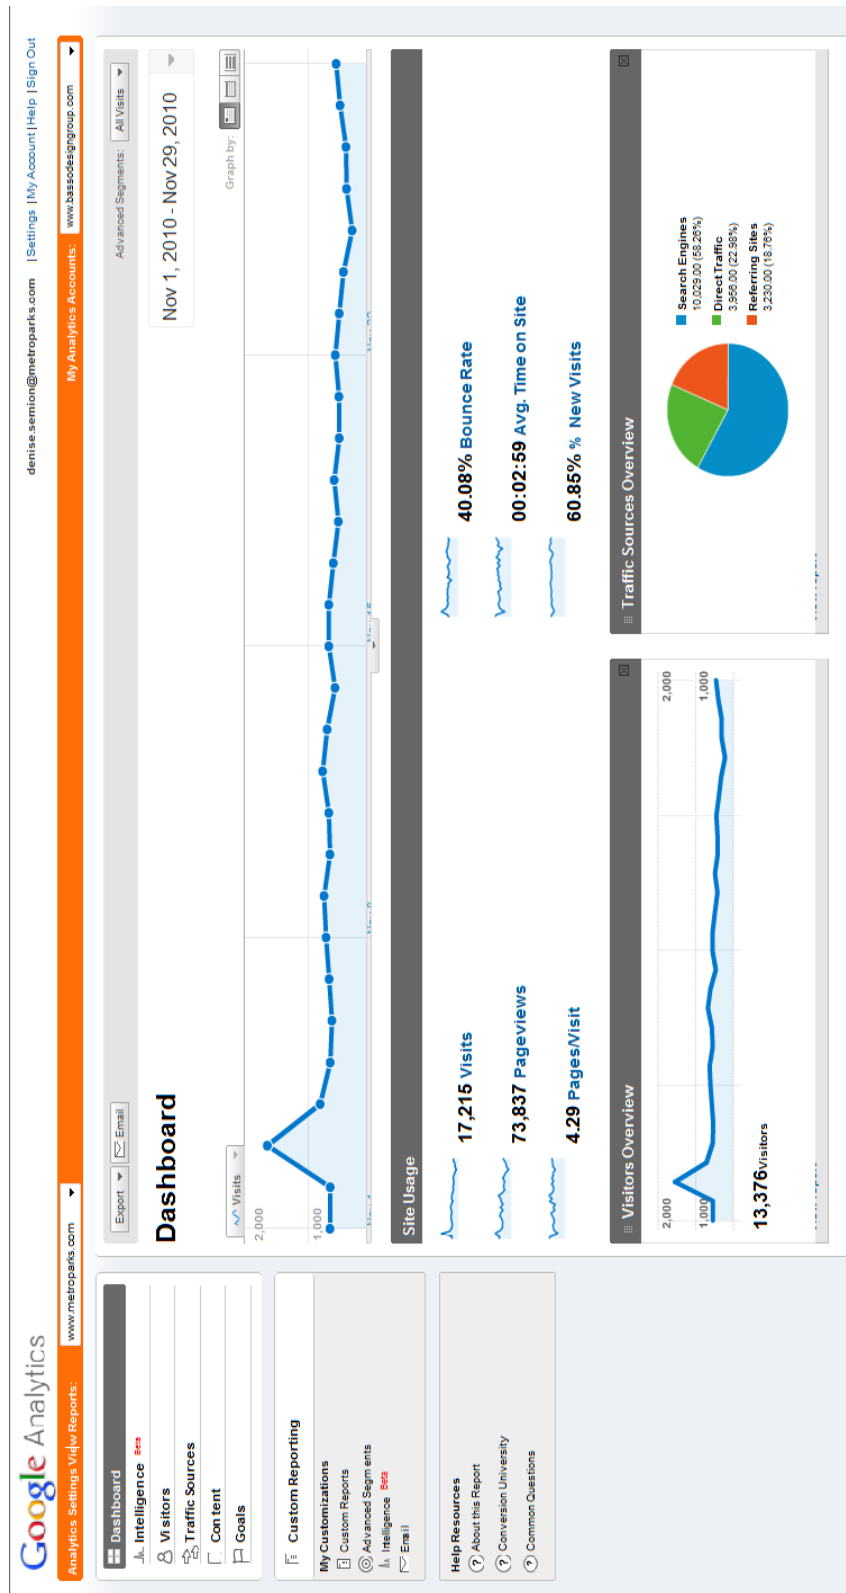 denise.semion@metroparks.com | Settings | My Account | Help | Sign Out
Google Analytics
Analytics Settings View Reports: www.metroparks.com My Analytics Accounts: www.bassodesigngroup.com
Dashboard
Intelligence Beta
Visitors
Traffic Sources
Content
Goals
Custom Reporting
My Customizations
Custom Reports
Advanced Segments
Intelligence Beta
Email
Help Resources
About this Report
Conversion University
Common Questions
Export Email Advanced Segments: All Visits
Dashboard Nov 1, 2010 - Nov 29, 2010
Visits Graph by:
2,000
1,000
Site Usage
17,215 Visits 40.08% Bounce Rate
73,837 Pageviews 00:02:59 Avg. Time on Site
4.29 Pages/Visit 60.85% % New Visits
Visitors Overview
2,000 2,000
1,000 1,000
13,376 Visitors
Traffic Sources Overview
Search Engines
10,029.00 (58.26%)
Direct Traffic
3,956.00 (22.98%)
Referring Sites
3,230.00 (18.76%)